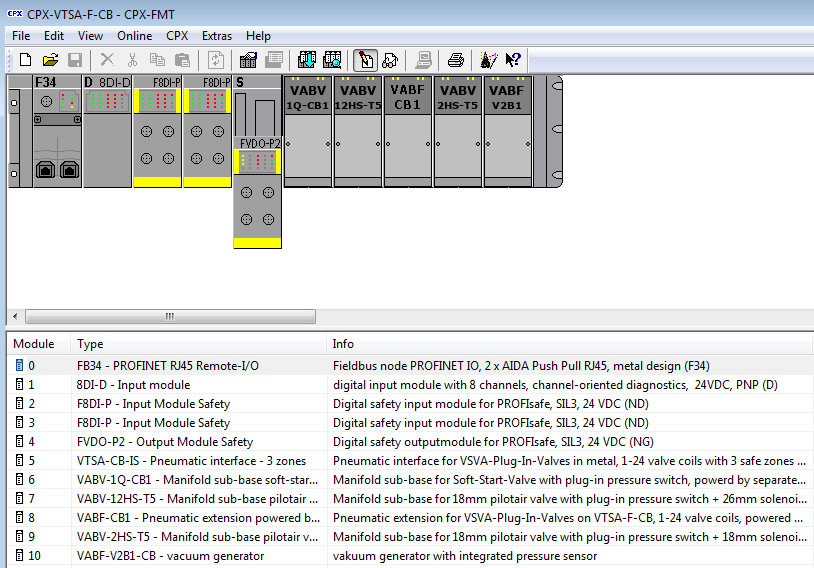 CPX CPX-VTSA-F-CB - CPX-FMT
File Edit View Online CPX Extras Help
F34 D 8DI-D F8DI-P F8DI-P S VABV VABV VABF VABV VABF
1Q-CB1 12HS-T5 CB1 2HS-T5 V2B1
FVDO-P2
Module Type Info
0 FB34 - PROFINET RJ45 Remote-I/O Fieldbus node PROFINET IO, 2 x AIDA Push Pull RJ45, metal design (F34)
1 8DI-D - Input module digital input module with 8 channels, channel-oriented diagnostics, 24VDC, PNP (D)
2 F8DI-P - Input Module Safety Digital safety input module for PROFIsafe, SIL3, 24 VDC (ND)
3 F8DI-P - Input Module Safety Digital safety input module for PROFIsafe, SIL3, 24 VDC (ND)
4 FVDO-P2 - Output Module Safety Digital safety outputmodule for PROFIsafe, SIL3, 24 VDC (NG)
5 VTSA-CB-IS - Pneumatic interface - 3 zones Pneumatic interface for VSVA-Plug-In-Valves in metal, 1-24 valve coils with 3 safe zones ...
6 VABV-1Q-CB1 - Manifold sub-base soft-star... Manifold sub-base for Soft-Start-Valve with plug-in pressure switch, powerd by separate...
7 VABV-12HS-T5 - Manifold sub-base pilotair ... Manifold sub-base for 18mm pilotair valve with plug-in pressure switch + 26mm solenoi...
8 VABF-CB1 - Pneumatic extension powered b... Pneumatic extension for VSVA-Plug-In-Valves on VTSA-F-CB, 1-24 valve coils, powered ...
9 VABV-2HS-T5 - Manifold sub-base pilotair v... Manifold sub-base for 18mm pilotair valve with plug-in pressure switch + 18mm solenoi...
10 VABF-V2B1-CB - vacuum generator vakuum generator with integrated pressure sensor